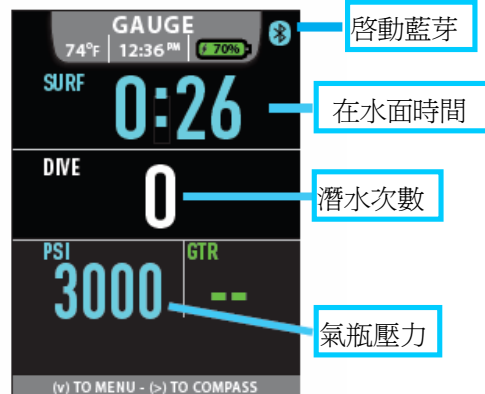 GAUGE
74°F 12:36 PM 70%
啓動藍芽
SURF
0:26
在水面時間
DIVE
0
潛水次數
PSI GTR
3000 --
氣瓶壓力
(v) TO MENU - (>) TO COMPASS